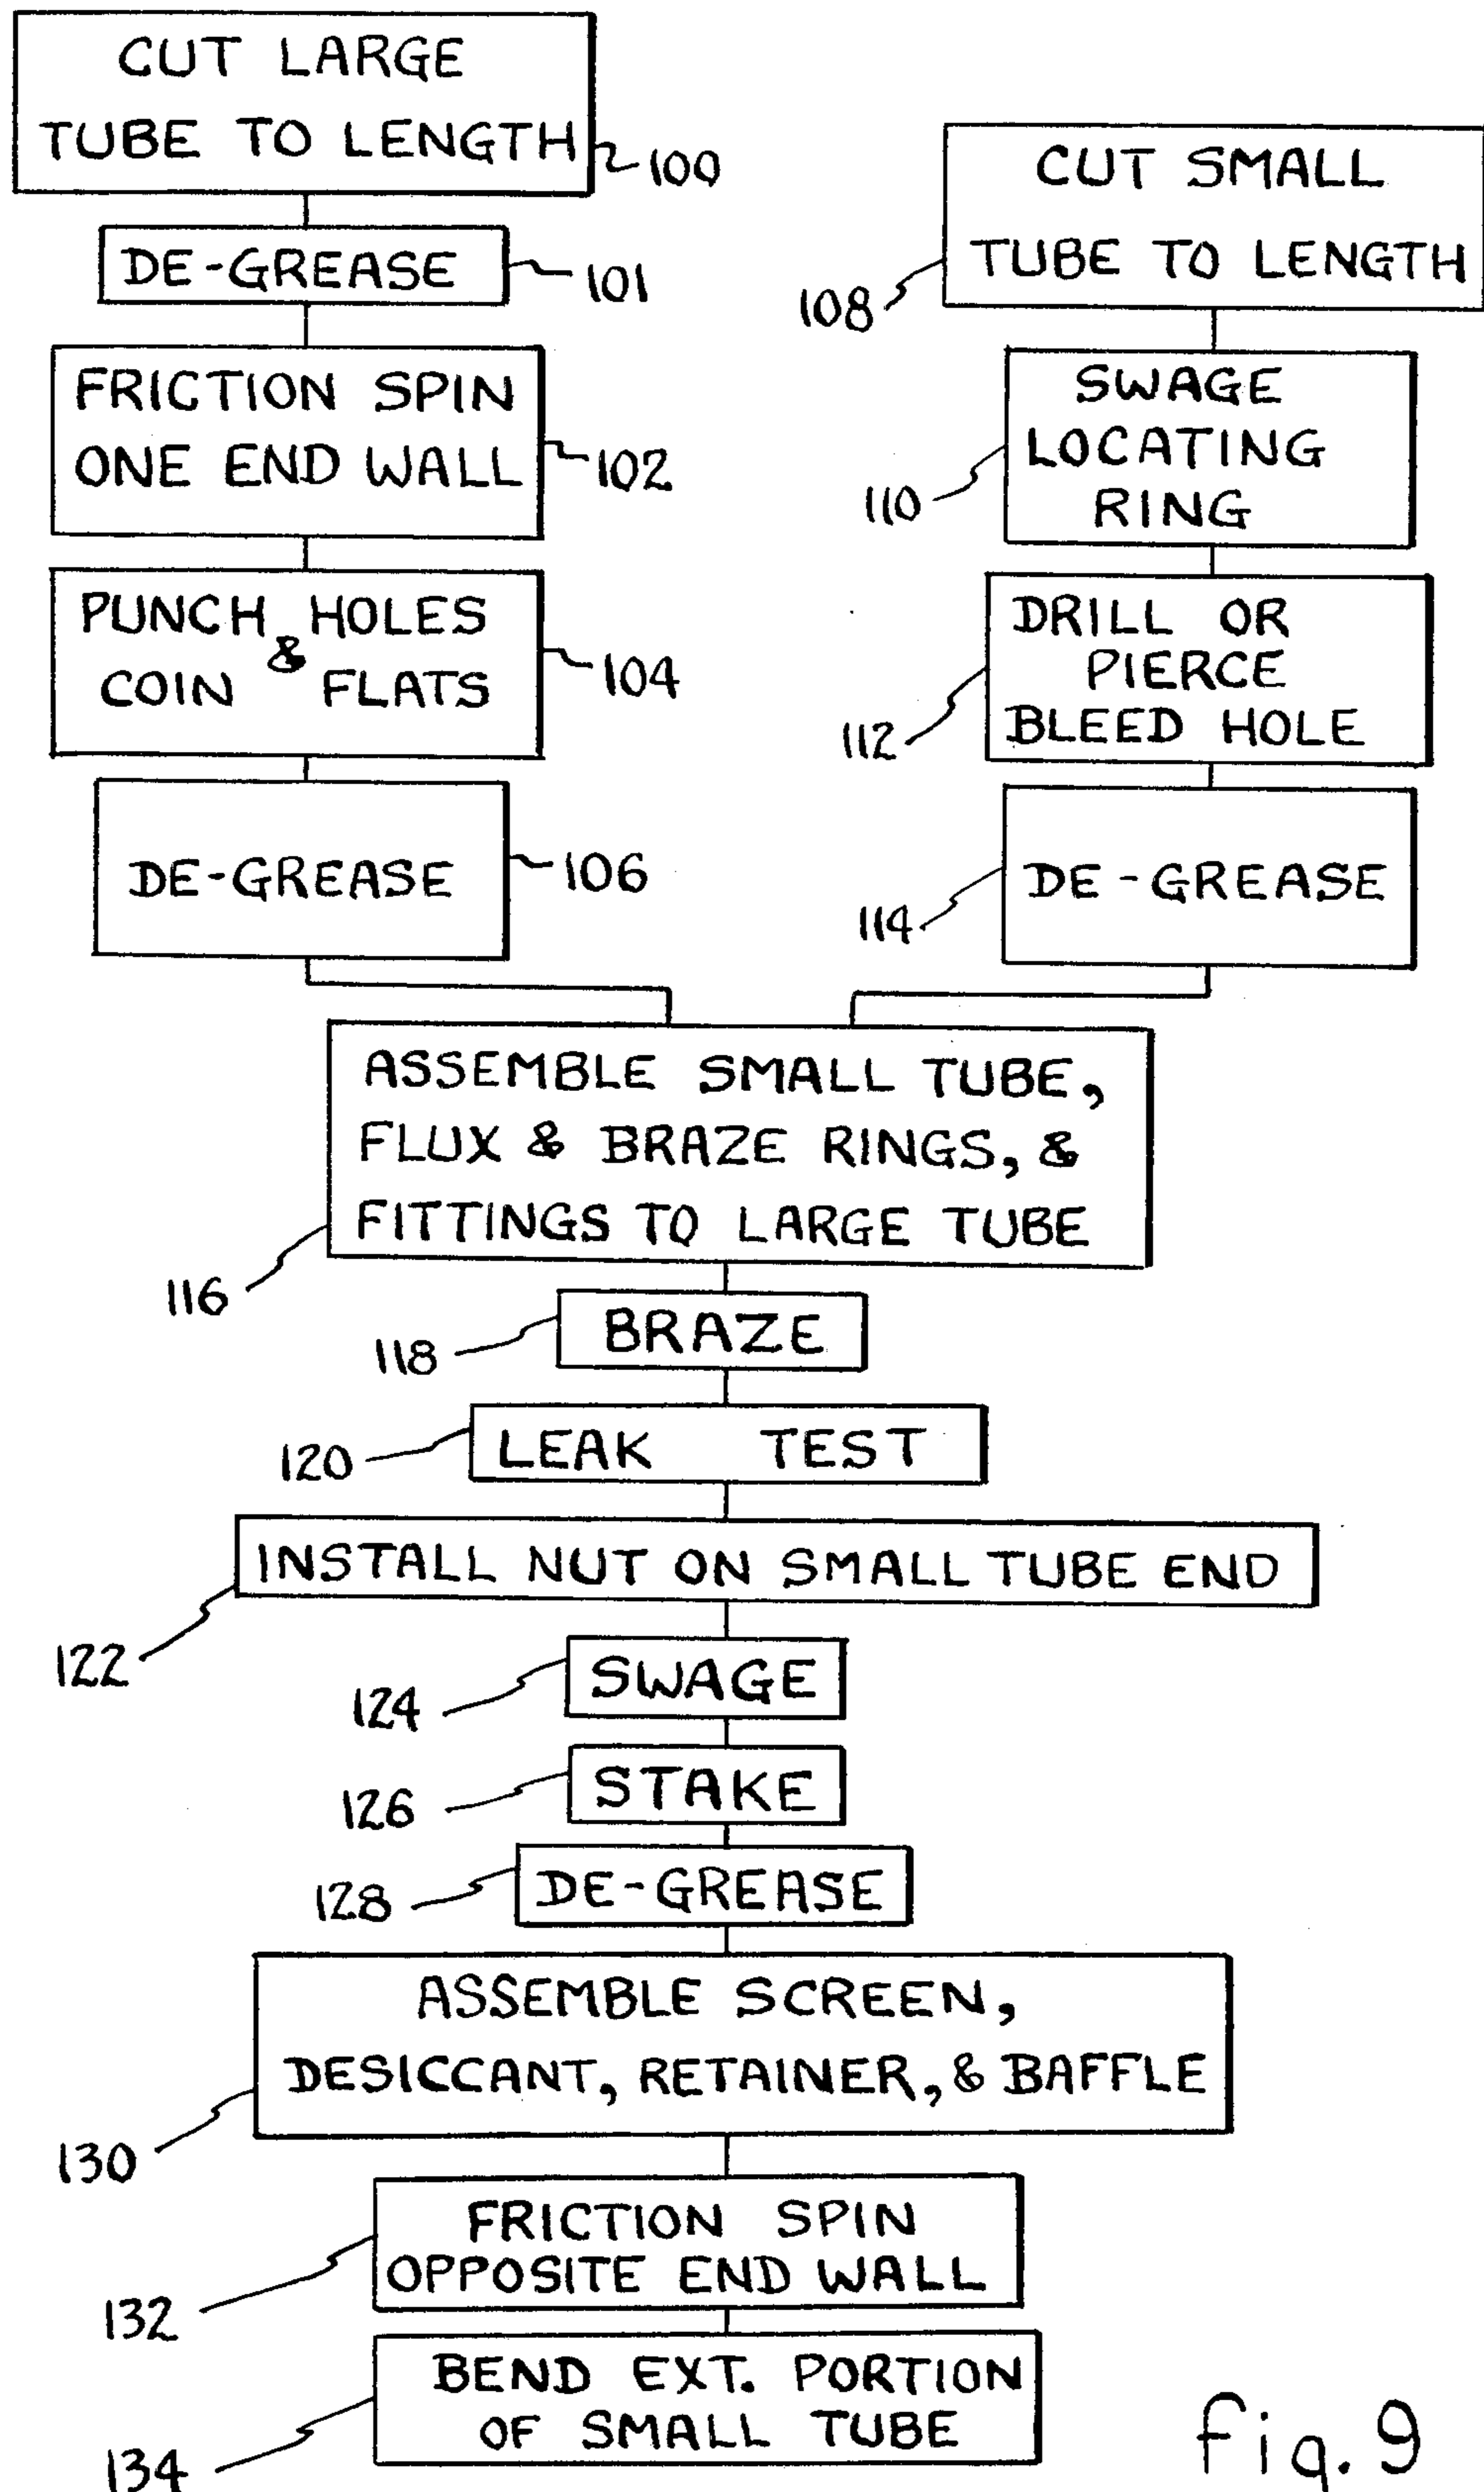 CUT LARGE
TUBE TO LENGTH
100
DE-GREASE
101
FRICTION SPIN
ONE END WALL
102
PUNCH HOLES
&
COIN FLATS
104
DE-GREASE
106
CUT SMALL
TUBE TO LENGTH
108
SWAGE
LOCATING
RING
110
DRILL OR
PIERCE
BLEED HOLE
112
DE-GREASE
114
ASSEMBLE SMALL TUBE,
FLUX & BRAZE RINGS, &
FITTINGS TO LARGE TUBE
116
BRAZE
118
LEAK TEST
120
INSTALL NUT ON SMALL TUBE END
122
SWAGE
124
STAKE
126
DE-GREASE
128
ASSEMBLE SCREEN,
DESICCANT, RETAINER, & BAFFLE
130
FRICTION SPIN
OPPOSITE END WALL
132
BEND EXT. PORTION
OF SMALL TUBE
134
fig. 9